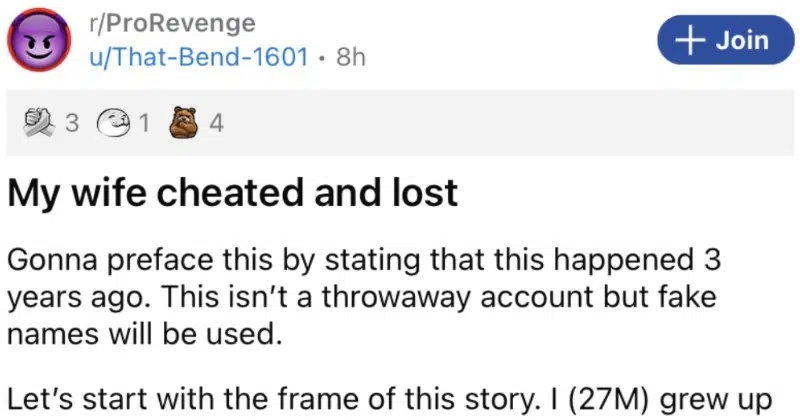 r/ProRevenge
u/That-Bend-1601 • 8h
+ Join
3 1 4
My wife cheated and lost
Gonna preface this by stating that this happened 3
years ago. This isn’t a throwaway account but fake
names will be used.
Let’s start with the frame of this story. I (27M) grew up